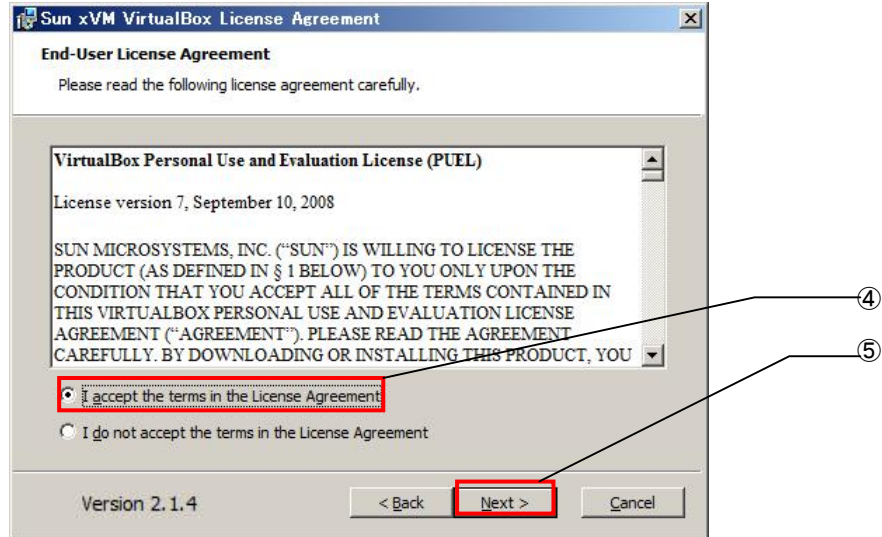 Sun xVM VirtualBox License Agreement
End-User License Agreement
Please read the following license agreement carefully.
VirtualBox Personal Use and Evaluation License (PUEL)
License version 7, September 10, 2008
SUN MICROSYSTEMS, INC. (“SUN”) IS WILLING TO LICENSE THE
PRODUCT (AS DEFINED IN § 1 BELOW) TO YOU ONLY UPON THE
CONDITION THAT YOU ACCEPT ALL OF THE TERMS CONTAINED IN
THIS VIRTUALBOX PERSONAL USE AND EVALUATION LICENSE
AGREEMENT (“AGREEMENT”). PLEASE READ THE AGREEMENT
CAREFULLY. BY DOWNLOADING OR INSTALLING THIS PRODUCT, YOU
④
⑤
I accept the terms in the License Agreement
I do not accept the terms in the License Agreement
Version 2.1.4
< Back
Next >
Cancel